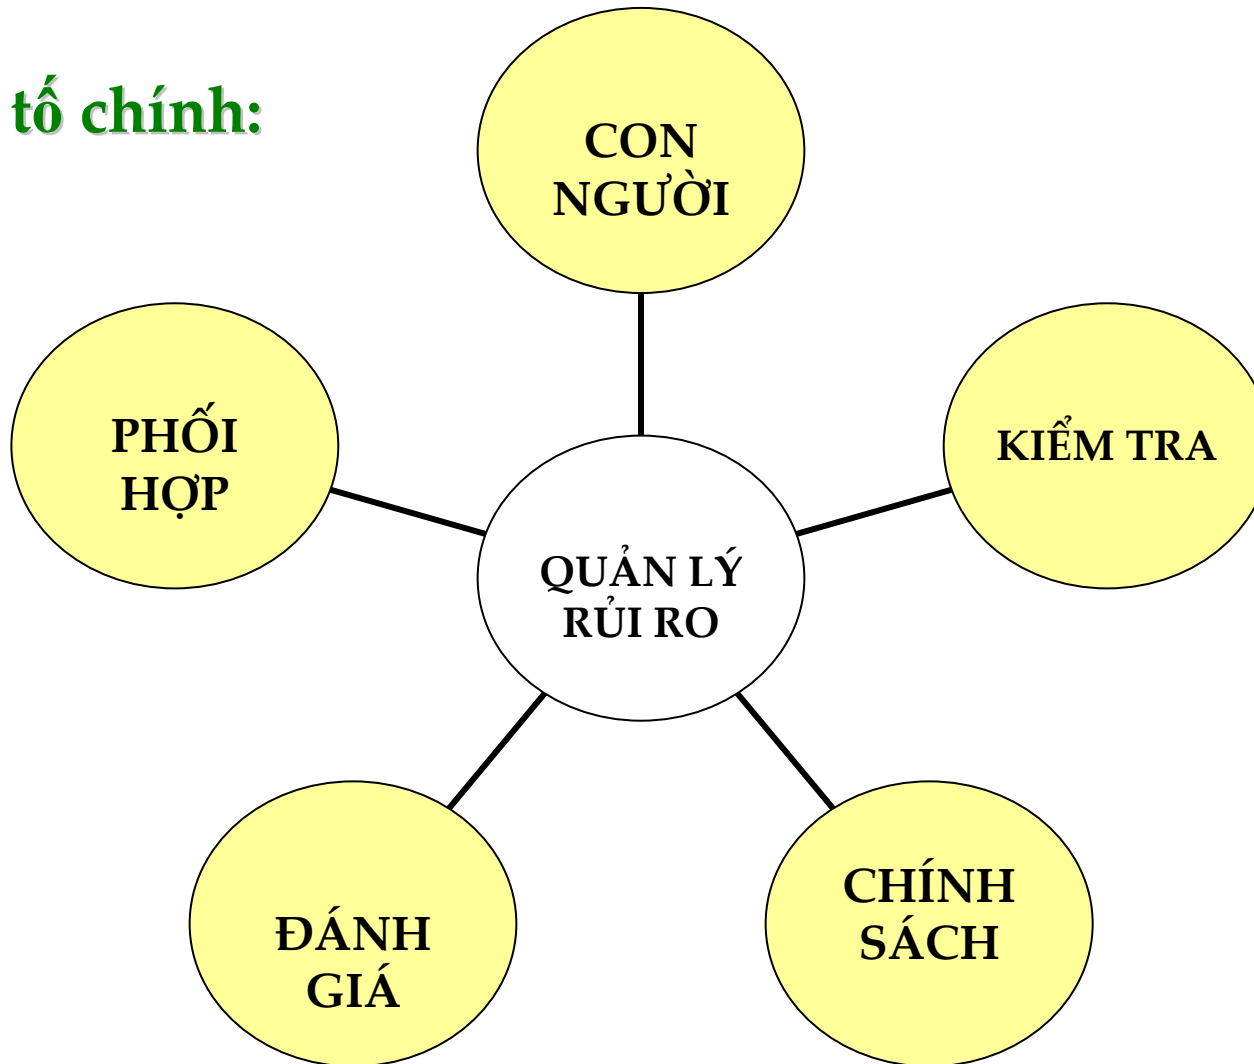 tố chính:
CON
NGƯỜI
PHỐI
HỢP
KIỂM TRA
QUẢN LÝ
RỦI RO
ĐÁNH
GIÁ
CHÍNH
SÁCH